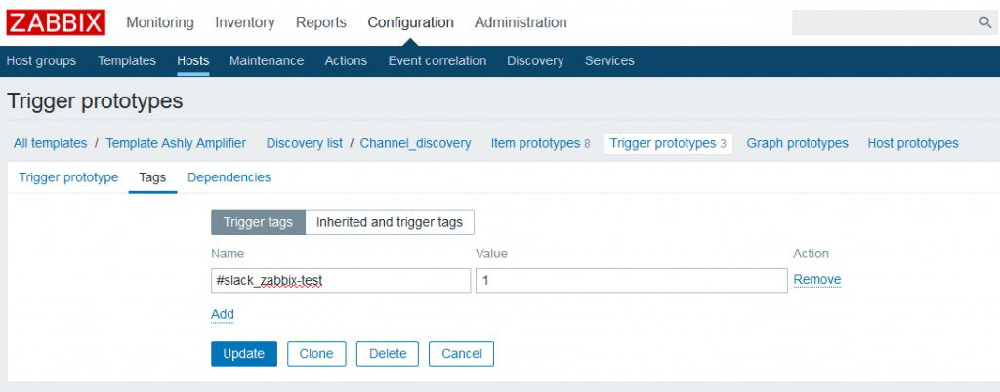 ZABBIX Monitoring Inventory Reports Configuration Administration
Host groups Templates Hosts Maintenance Actions Event correlation Discovery Services
Trigger prototypes
All templates / Template Ashly Amplifier Discovery list / Channel_discovery Item prototypes 8 Trigger prototypes 3 Graph prototypes Host prototypes
Trigger prototype Tags Dependencies
Trigger tags Inherited and trigger tags
Name Value Action
#slack_zabbix-test 1 Remove
Add
Update Clone Delete Cancel